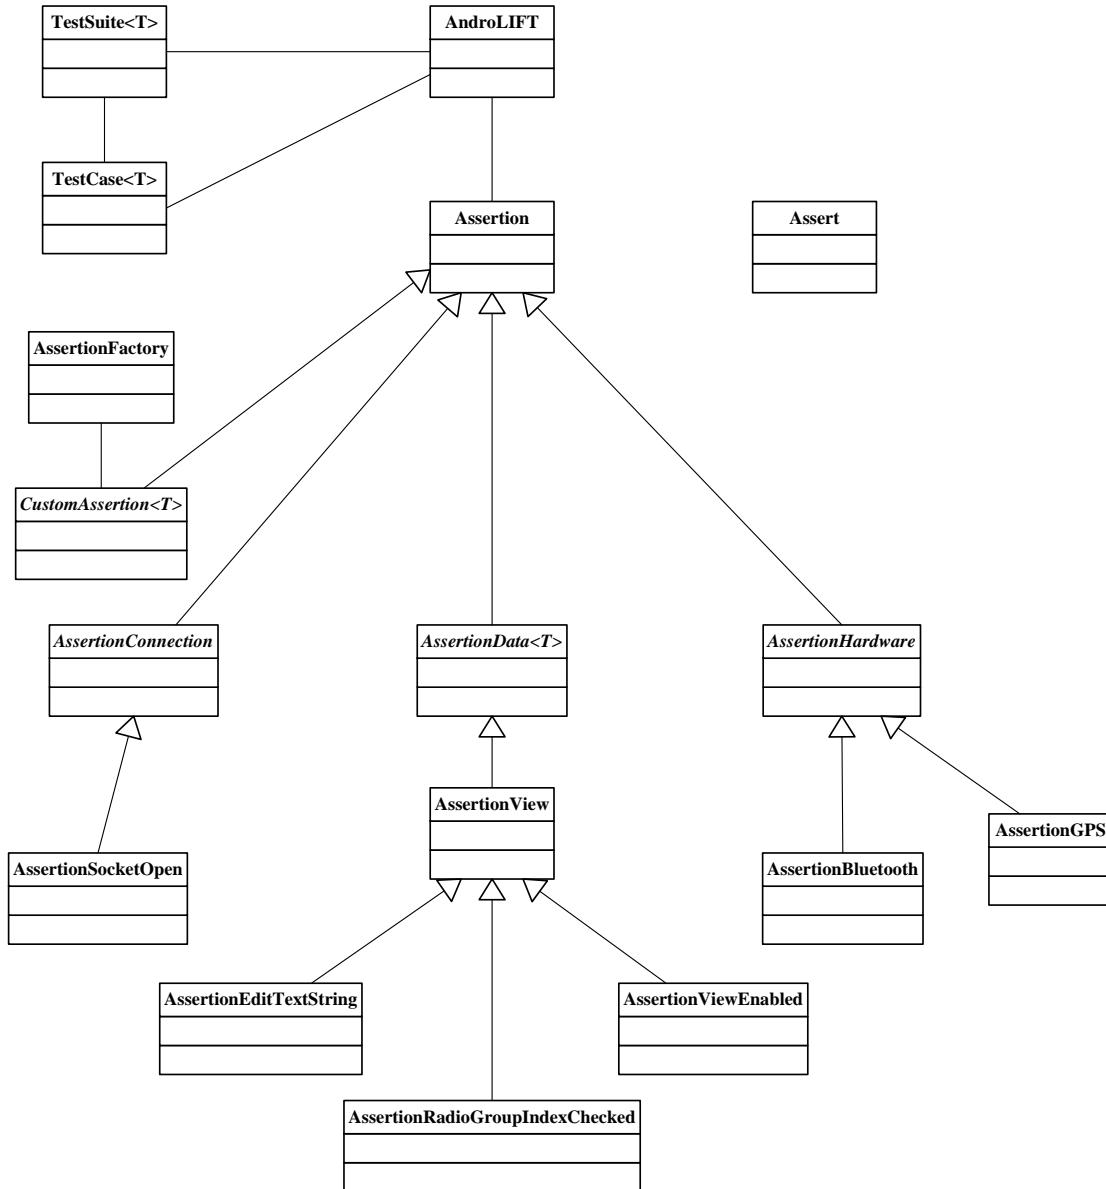 TestSuite<T>
AndroLIFT
TestCase<T>
Assertion
Assert
AssertionFactory
CustomAssertion<T>
AssertionConnection
AssertionData<T>
AssertionHardware
AssertionView
AssertionGPS
AssertionSocketOpen
AssertionBluetooth
AssertionEditTextString
AssertionViewEnabled
AssertionRadioGroupIndexChecked